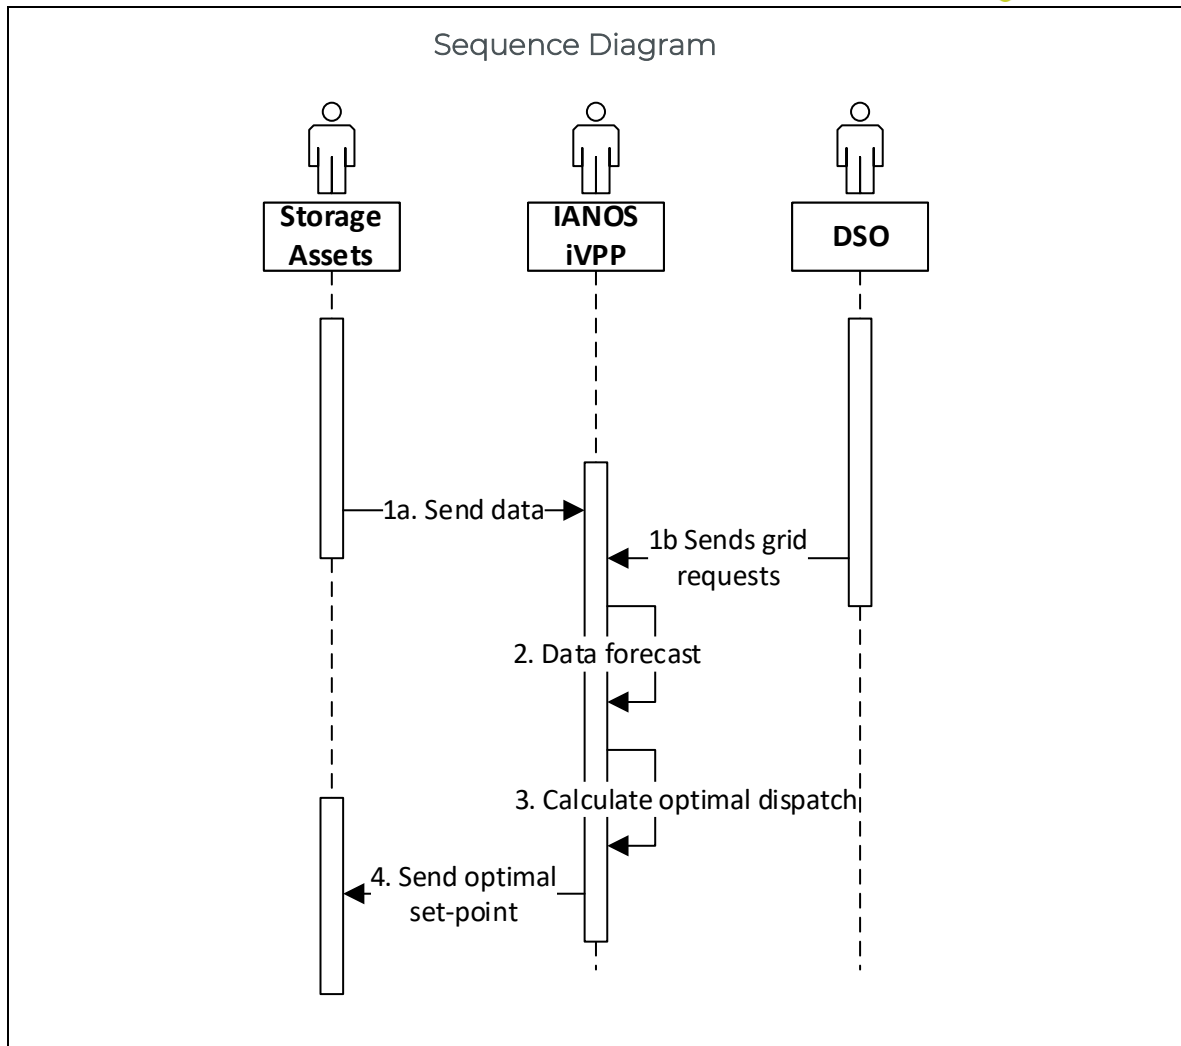 Sequence Diagram
Storage
Assets
IANOS
iVPP
DSO
1a. Send data
1b Sends grid
requests
2. Data forecast
3. Calculate optimal dispatch
4. Send optimal
set-point